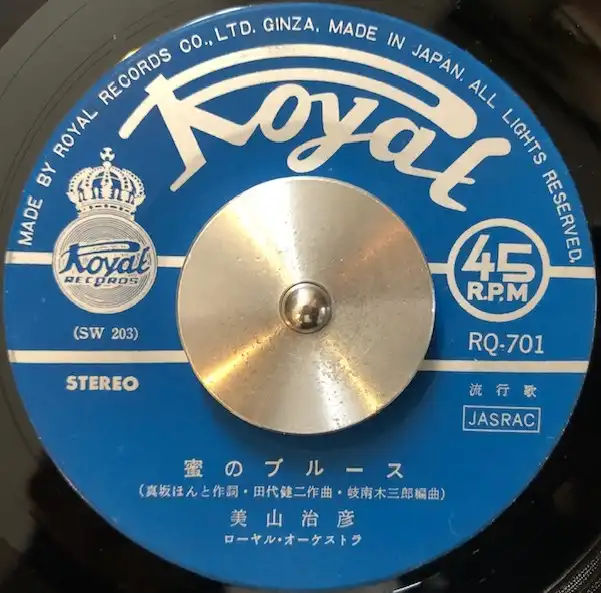 MADE BY ROYAL RECORDS CO., LTD. GINZA, MADE IN JAPAN. ALL LIGHTS RESERVED.
Royal
Royal
RECORDS
45
R.P.M
(SW 203)
RQ-701
STEREO
流行歌
JASRAC
蜜のブルース
(真坂ほんと作詞・田代健二作曲・岐南木三郎編曲)
美山治彦
ローヤル・オーケストラ